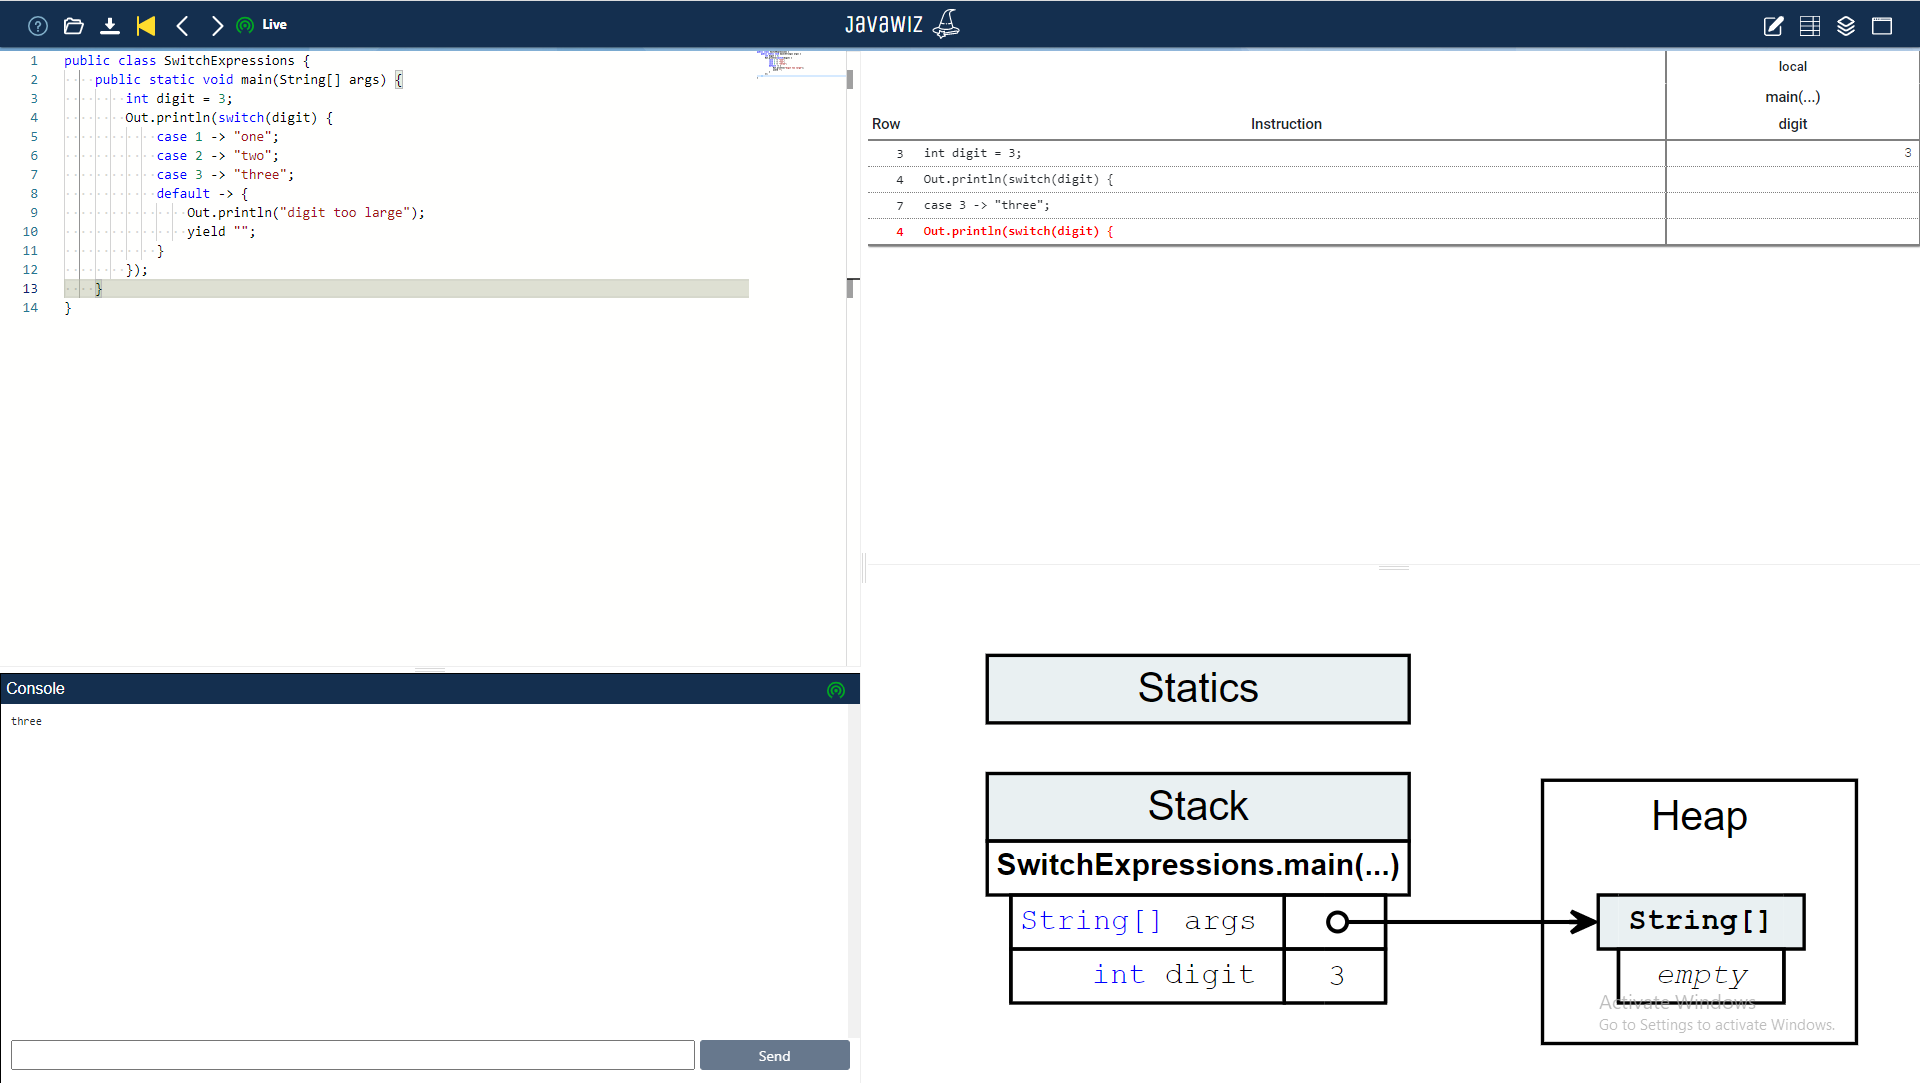 ? Live
JavaWIZ
1 public class SwitchExpressions {
2 public static void main(String[] args) {
3 int digit = 3;
4 Out.println(switch(digit) {
5 case 1 -> "one";
6 case 2 -> "two";
7 case 3 -> "three";
8 default -> {
9 Out.println("digit too large");
10 yield "";
11 }
12 });
13 }
14 }
local
main(...)
Row Instruction digit
3 int digit = 3; 3
4 Out.println(switch(digit) {
7 case 3 -> "three";
4 Out.println(switch(digit) {
Console
three
Send
Statics
Stack
SwitchExpressions.main(...)
String[] args
int digit 3
Heap
String[]
empty
Activate Windows
Go to Settings to activate Windows.